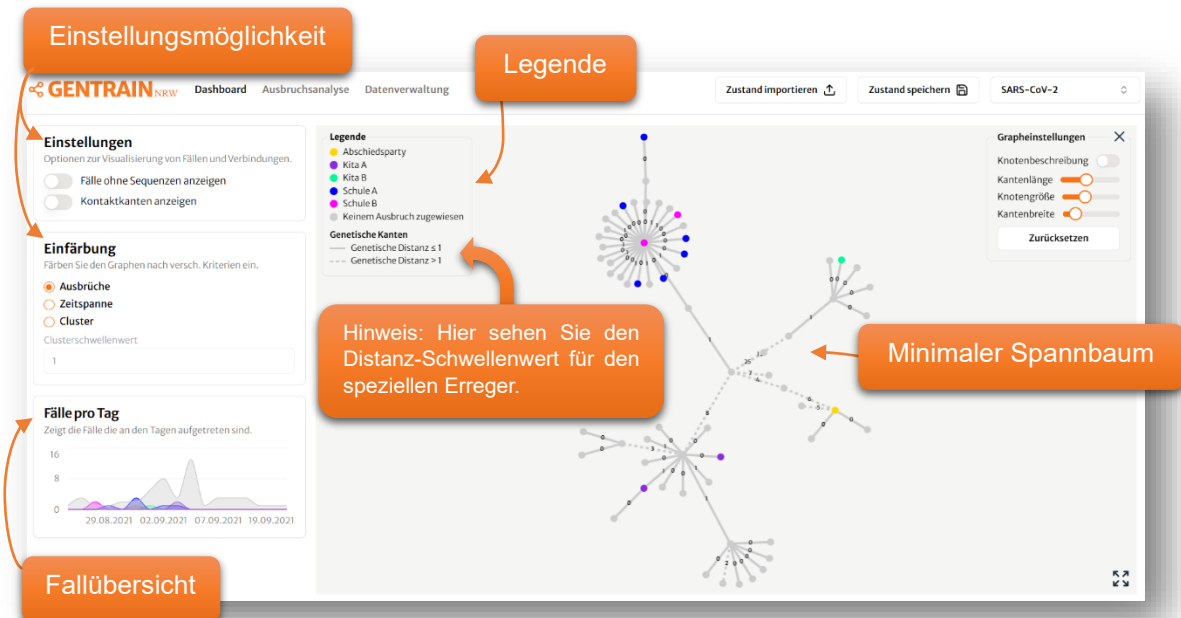 Einstellungsmöglichkeit
Legende
GENTRAIN NRW
Dashboard
Ausbruchsanalyse
Datenverwaltung
Zustand importieren
Zustand speichern
SARS-CoV-2
Einstellungen
Optionen zur Visualisierung von Fällen und Verbindungen.
Fälle ohne Sequenzen anzeigen
Kontaktkanten anzeigen
Einfärbung
Färben Sie den Graphen nach versch. Kriterien ein.
Ausbrüche
Zeitspanne
Cluster
Clusterschwellenwert
1
Fälle pro Tag
Zeigt die Fälle die an den Tagen aufgetreten sind.
16
8
0
29.08.2021 02.09.2021 07.09.2021 19.09.2021
Fallübersicht
Legende
Abschiedsparty
Kita A
Kita B
Schule A
Schule B
Keinem Ausbruch zugewiesen
Genetische Kanten
Genetische Distanz ≤ 1
Genetische Distanz > 1
Hinweis: Hier sehen Sie den
Distanz-Schwellenwert für den
speziellen Erreger.
Minimaler Spannbaum
Grapheinstellungen
Knotenbeschreibung
Kantenlänge
Knotengröße
Kantenbreite
Zurücksetzen